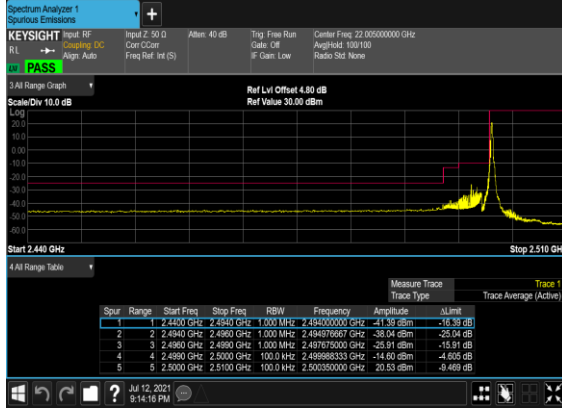 Spectrum Analyzer 1
Spurious Emissions
KEYSIGHT Input: RF Input Z: 50 Ω Atten: 40 dB Trig: Free Run Center Freq: 22.005000000 GHz
R L Coupling: DC Corr CCorr Gate: Off Avg|Hold: 100/100
Align: Auto Freq Ref: Int (S) IF Gain: Low Radio Std: None
PASS
3 All Range Graph
Ref Lvl Offset 4.80 dB
Scale/Div 10.0 dB Ref Value 30.00 dBm
Log
20.0
10.0
0.00
-10.0
-20.0
-30.0
-40.0
-50.0
-60.0
Start 2.440 GHz Stop 2.510 GH
4 All Range Table
Measure Trace Trace 1
Trace Type Trace Average (Active)
Spur Range Start Freq Stop Freq RBW Frequency Amplitude ΔLimit
1 1 2.4400 GHz 2.4940 GHz 1.000 MHz 2.494000000 GHz -41.39 dBm -16.39 dB
2 2 2.4940 GHz 2.4960 GHz 1.000 MHz 2.494976667 GHz -38.04 dBm -25.04 dB
3 3 2.4960 GHz 2.4990 GHz 1.000 MHz 2.497675000 GHz -25.91 dBm -15.91 dB
4 4 2.4990 GHz 2.5000 GHz 100.0 kHz 2.499988333 GHz -14.60 dBm -4.605 dB
5 5 2.5000 GHz 2.5100 GHz 100.0 kHz 2.500350000 GHz 20.53 dBm -9.469 dB
? Jul 12, 2021
9:14:16 PM